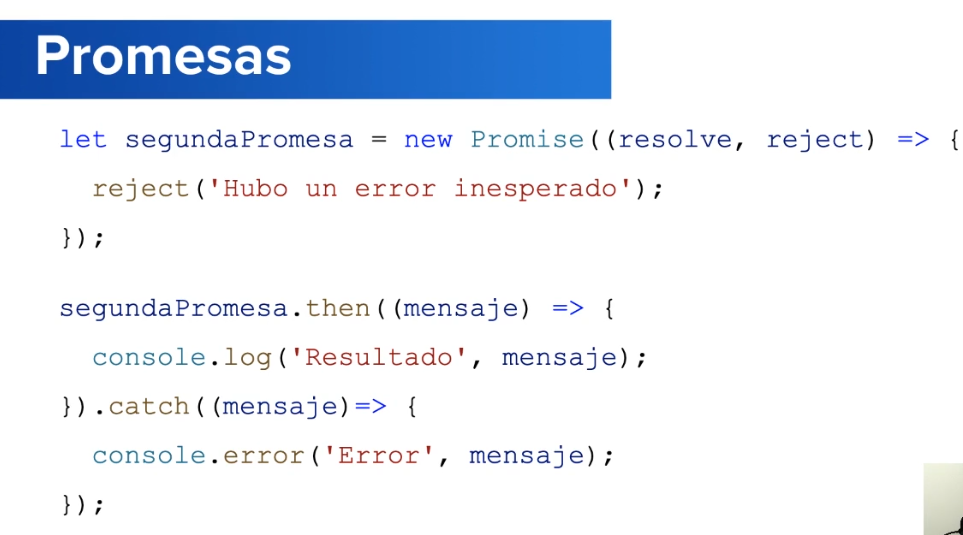 Promesas
let segundaPromesa = new Promise((resolve, reject) => {
  reject('Hubo un error inesperado');
});
segundaPromesa.then((mensaje) => {
  console.log('Resultado', mensaje);
}).catch((mensaje)=> {
  console.error('Error', mensaje);
});